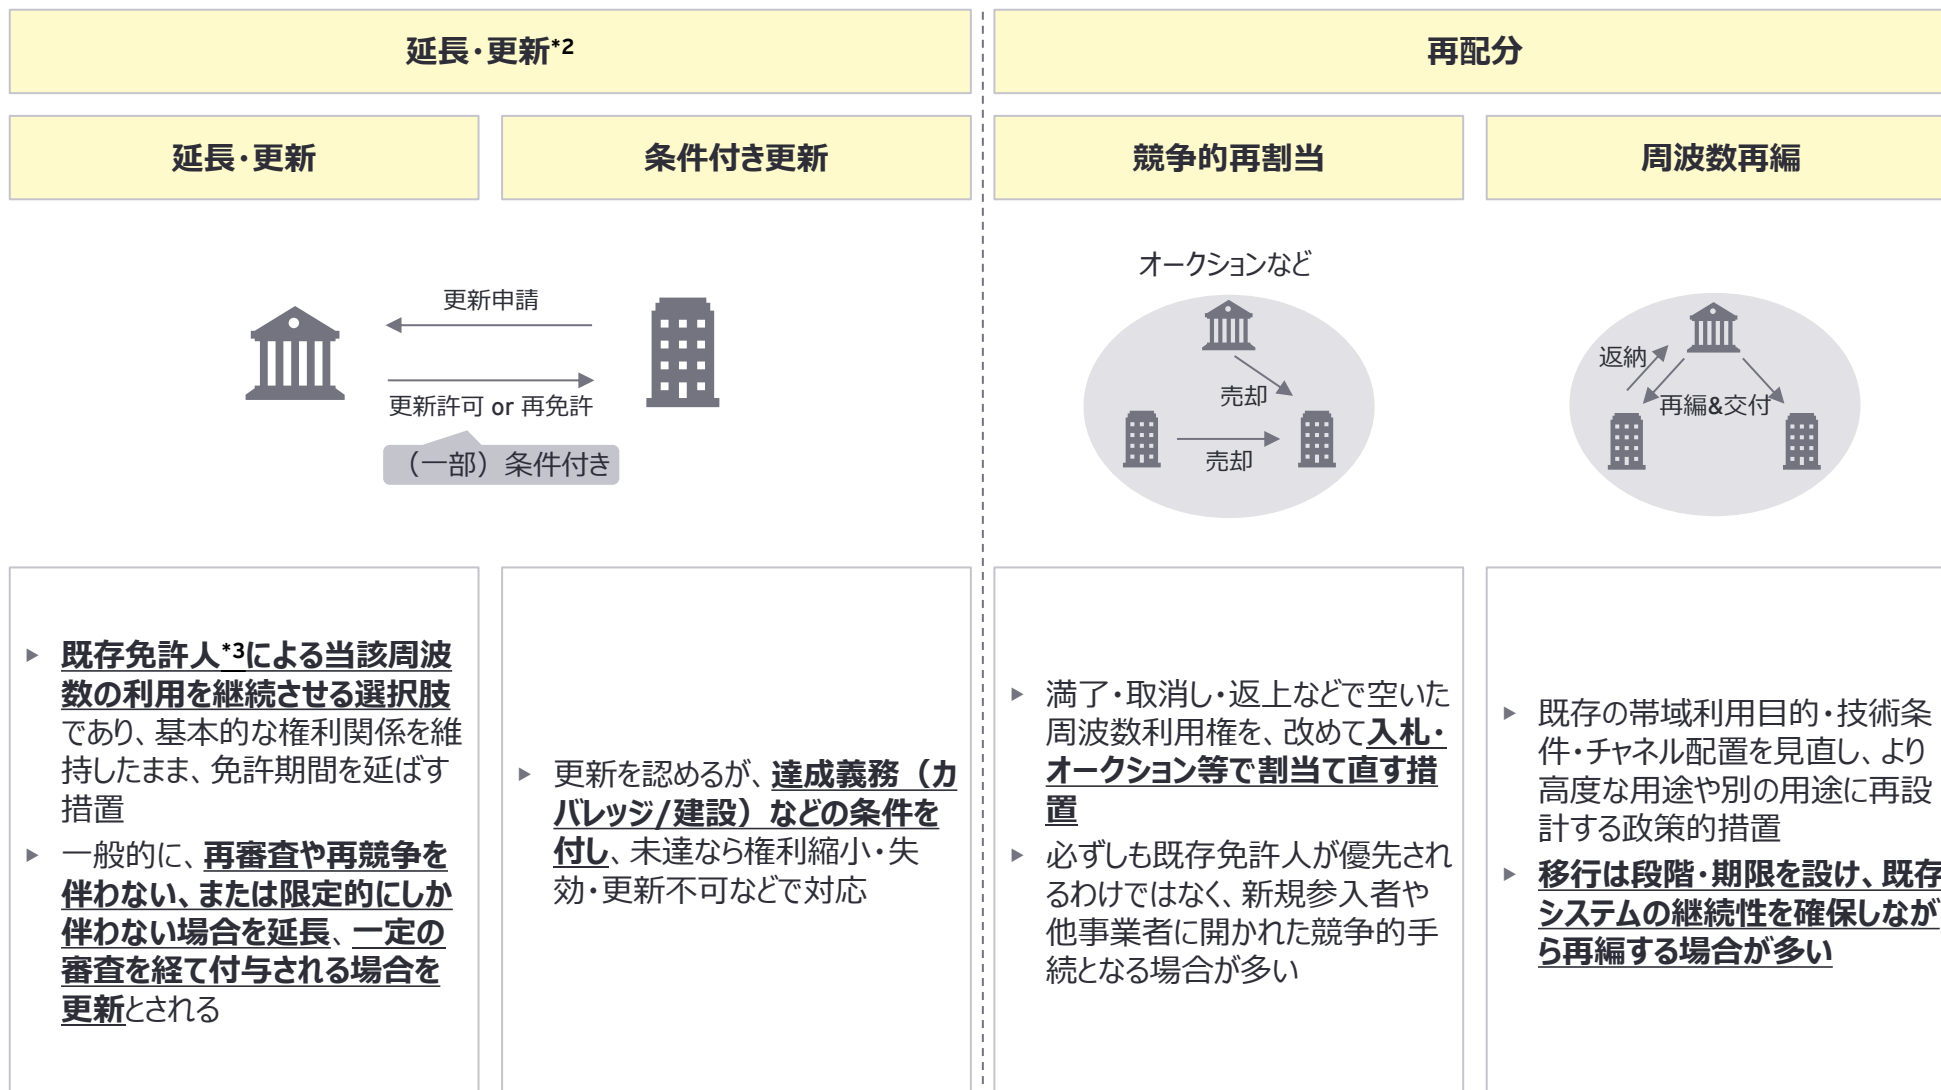 延長・更新*2
再配分
延長・更新
条件付き更新
競争的再割当
周波数再編
更新申請
更新許可 or 再免許
（一部）条件付き
オークションなど
売却
売却
返納
再編&交付
▶ 既存免許人*3による当該周波
数の利用を継続させる選択肢
であり、基本的な権利関係を維
持したまま、免許期間を延ばす
措置
▶ 一般的に、再審査や再競争を
伴わない、または限定的にしか
伴わない場合を延長、一定の
審査を経て付与される場合を
更新とされる
▶ 更新を認めるが、達成義務（カ
バレッジ/建設）などの条件を
付し、未達なら権利縮小・失
効・更新不可などで対応
▶ 満了・取消し・返上などで空いた
周波数利用権を、改めて入札・
オークション等で割当て直す措
置
▶ 必ずしも既存免許人が優先され
るわけではなく、新規参入者や
他事業者に開かれた競争的手
続となる場合が多い
▶ 既存の帯域利用目的・技術条
件・チャネル配置を見直し、より
高度な用途や別の用途に再設
計する政策的措置
▶ 移行は段階・期限を設け、既存
システムの継続性を確保しなが
ら再編する場合が多い